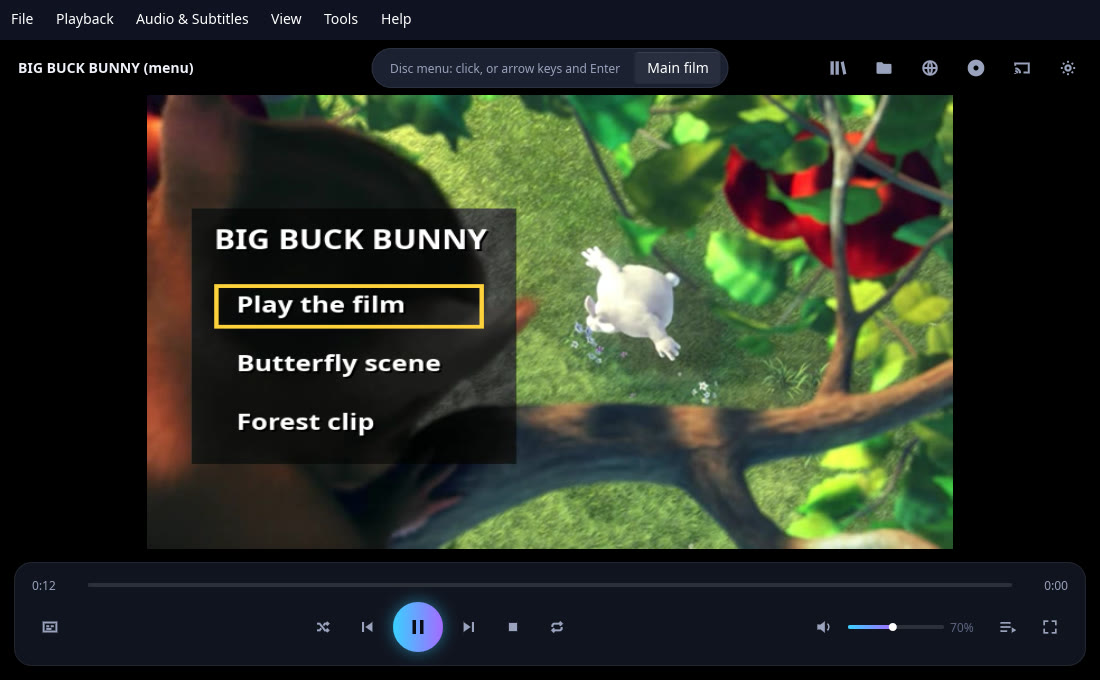 File Playback Audio & Subtitles View Tools Help
BIG BUCK BUNNY (menu)
Disc menu: click, or arrow keys and Enter Main film
BIG BUCK BUNNY
Play the film
Butterfly scene
Forest clip
0:12 0:00
70%